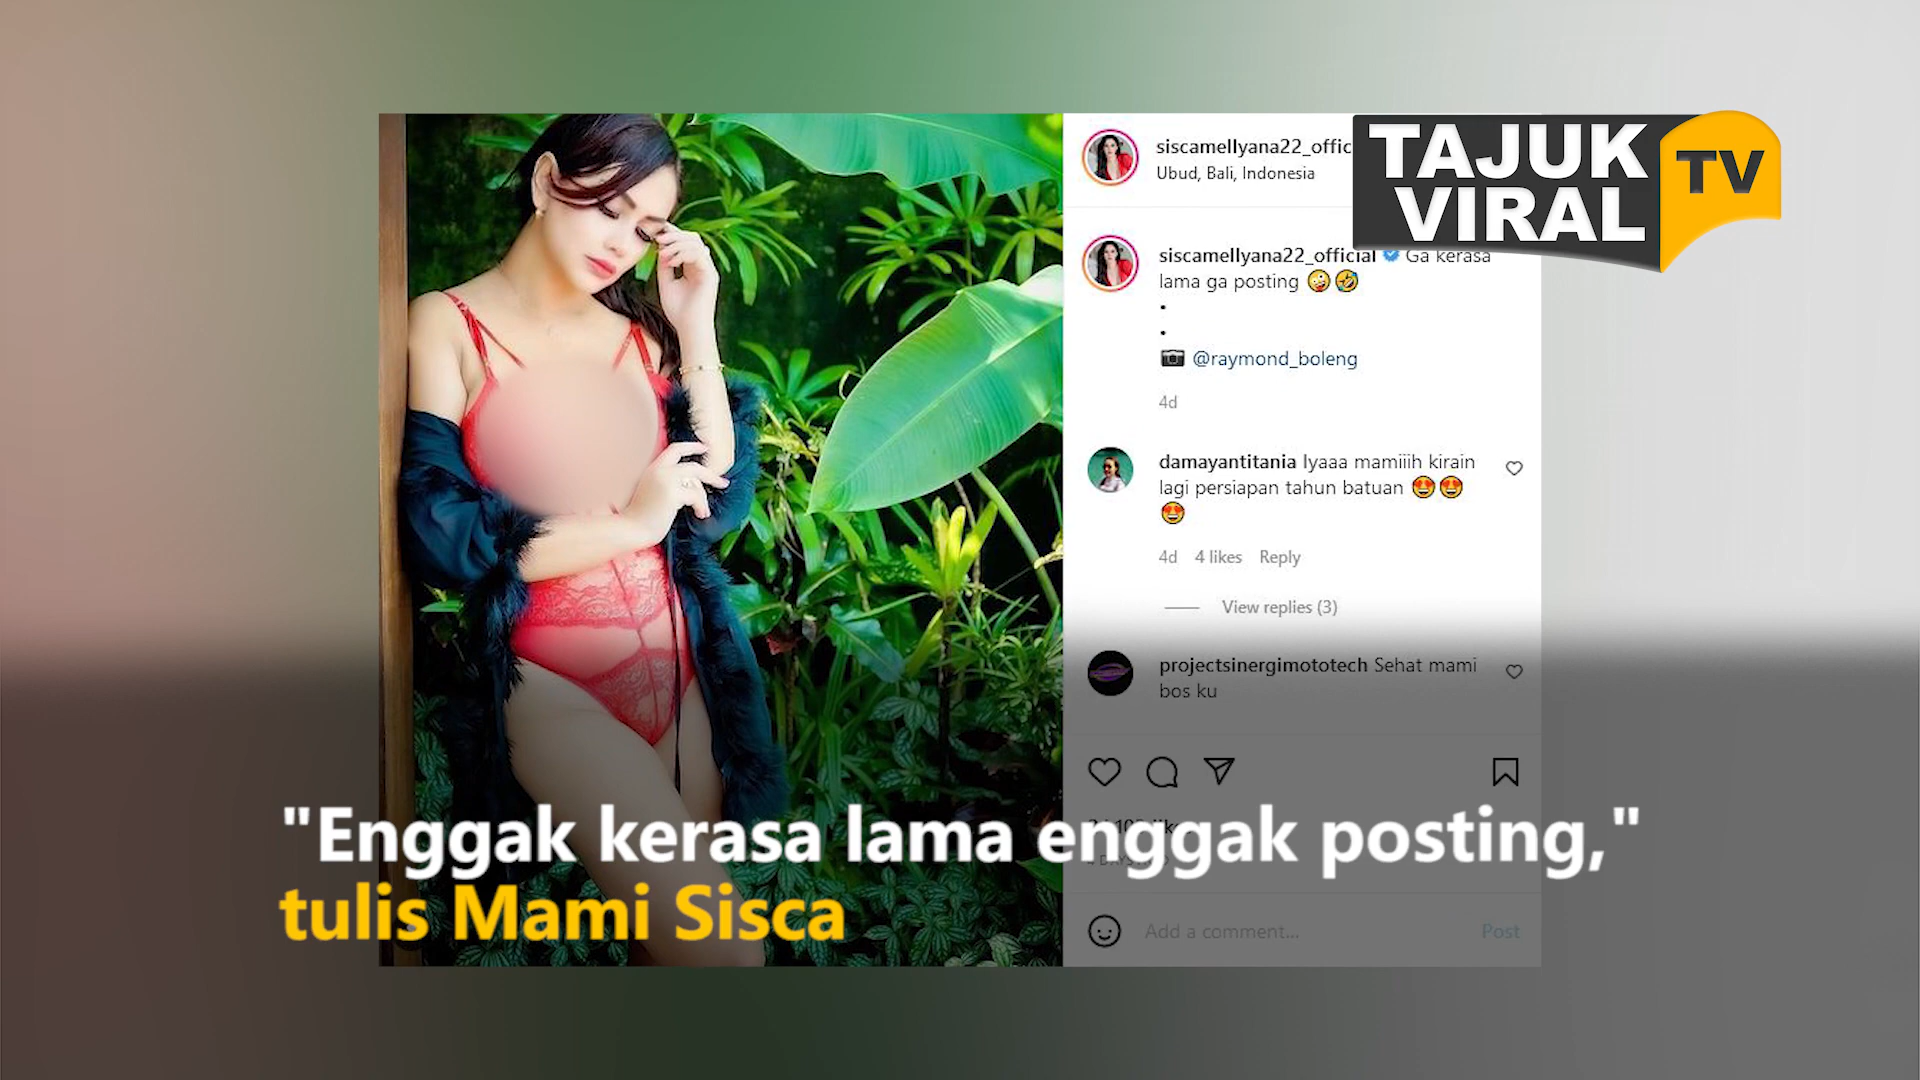 siscamellyana22_offic
Ubud, Bali, Indonesia
TAJUK
VIRAL
TV
siscamellyana22_official Ga kerasa
lama ga posting 🤪🤣
•
•
📷 @raymond_boleng
4d
damayantitania Iyaaa mamiiih kirain
lagi persiapan tahun batuan 😍😍
😍
4d 4 likes Reply
View replies (3)
projectsinergimototech Sehat mami
bos ku
"Enggak kerasa lama enggak posting,"
tulis Mami Sisca
Add a comment... Post